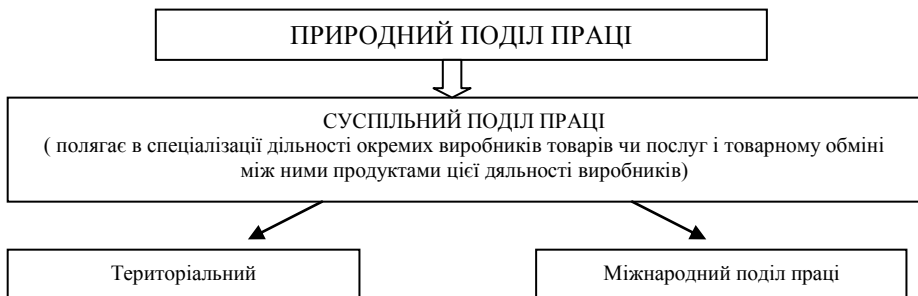 ПРИРОДНИЙ ПОДІЛ ПРАЦІ
СУСПІЛЬНИЙ ПОДІЛ ПРАЦІ
( полягає в спеціалізації дільності окремих виробників товарів чи послуг і товарному обміні
між ними продуктами цієї дяльності виробників)
Територіальний
Міжнародний поділ праці